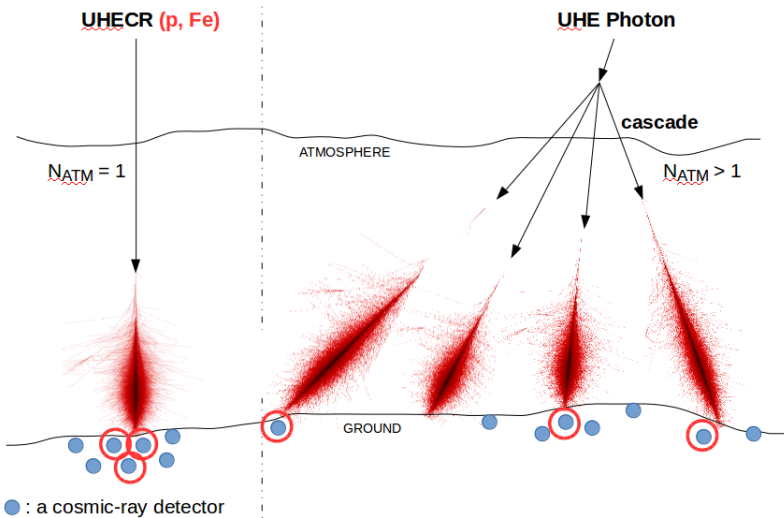 UHECR (p, Fe)
UHE Photon
cascade
ATMOSPHERE
NATM = 1
NATM > 1
GROUND
: a cosmic-ray detector